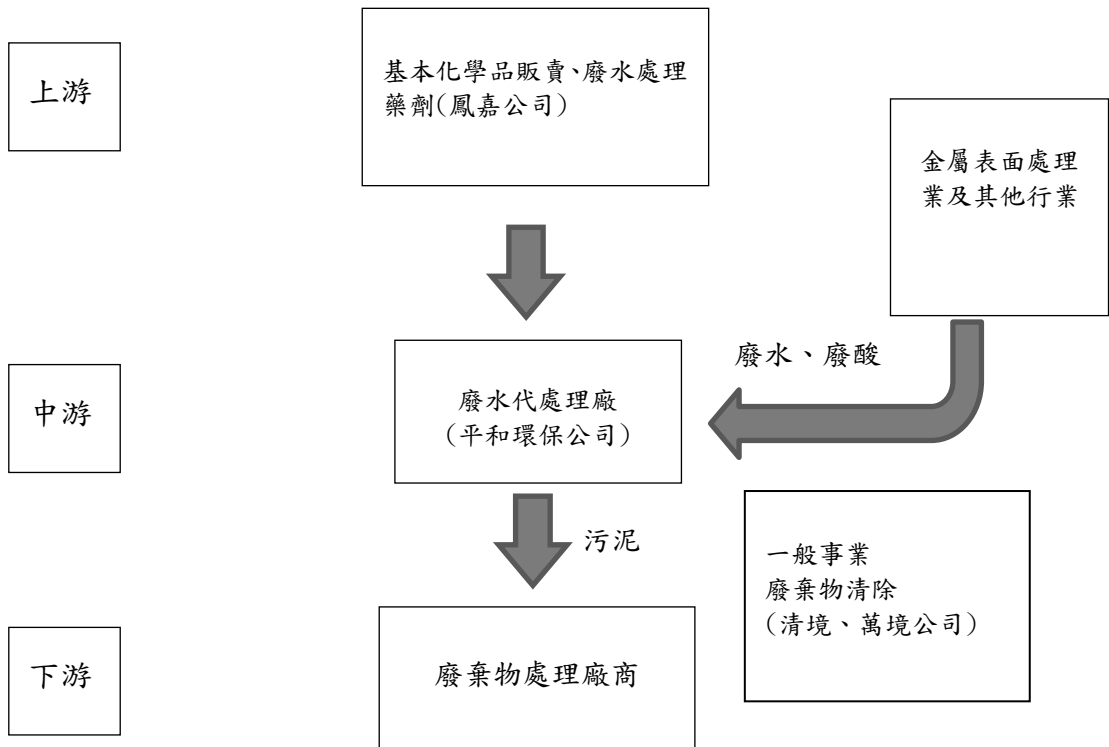 上游
基本化學品販賣、廢水處理
藥劑(鳳嘉公司)
金屬表面處理
業及其他行業
廢水、廢酸
中游
廢水代處理廠
(平和環保公司)
污泥
一般事業
廢棄物清除
(清境、萬境公司)
下游
廢棄物處理廠商